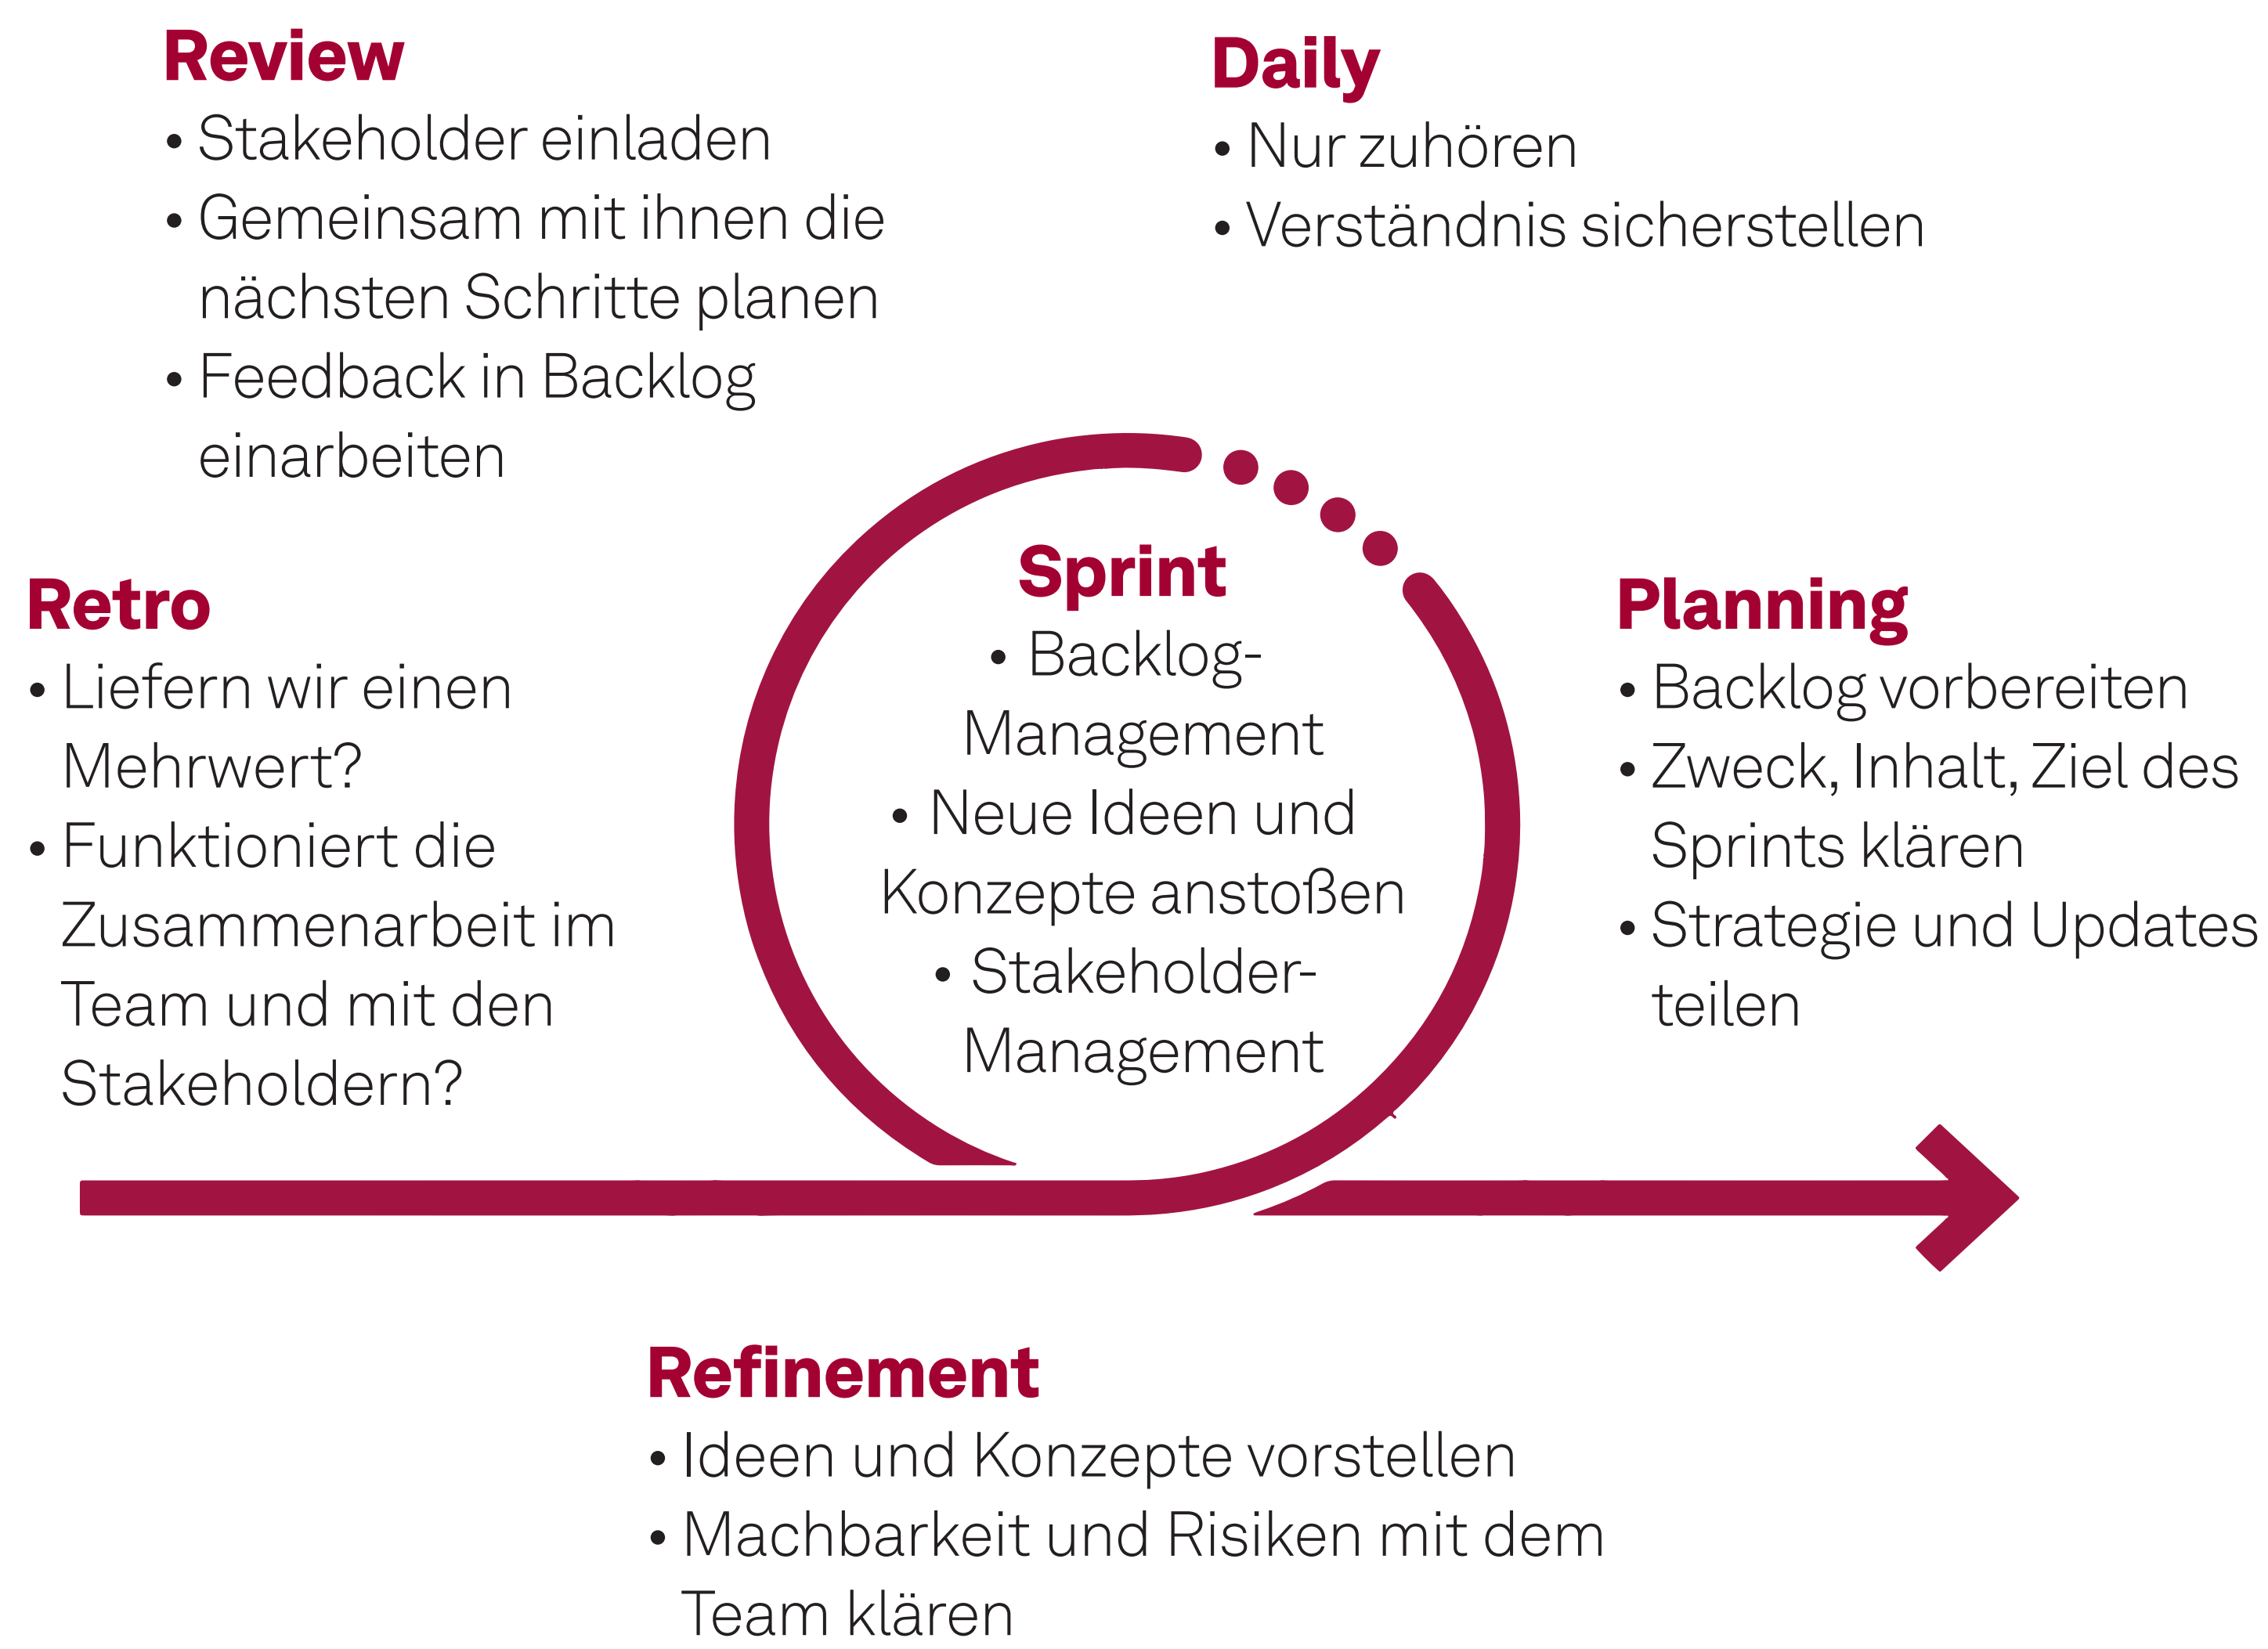 Review
• Stakeholder einladen
• Gemeinsam mit ihnen die
nächsten Schritte planen
• Feedback in Backlog
einarbeiten
Daily
• Nur zuhören
• Verständnis sicherstellen
Retro
• Liefern wir einen
Mehrwert?
• Funktioniert die
Zusammenarbeit im
Team und mit den
Stakeholdern?
Sprint
• Backlog-
Management
• Neue Ideen und
Konzepte anstoßen
• Stakeholder-
Management
Planning
• Backlog vorbereiten
• Zweck, Inhalt, Ziel des
Sprints klären
• Strategie und Updates
teilen
Refinement
• Ideen und Konzepte vorstellen
• Machbarkeit und Risiken mit dem
Team klären